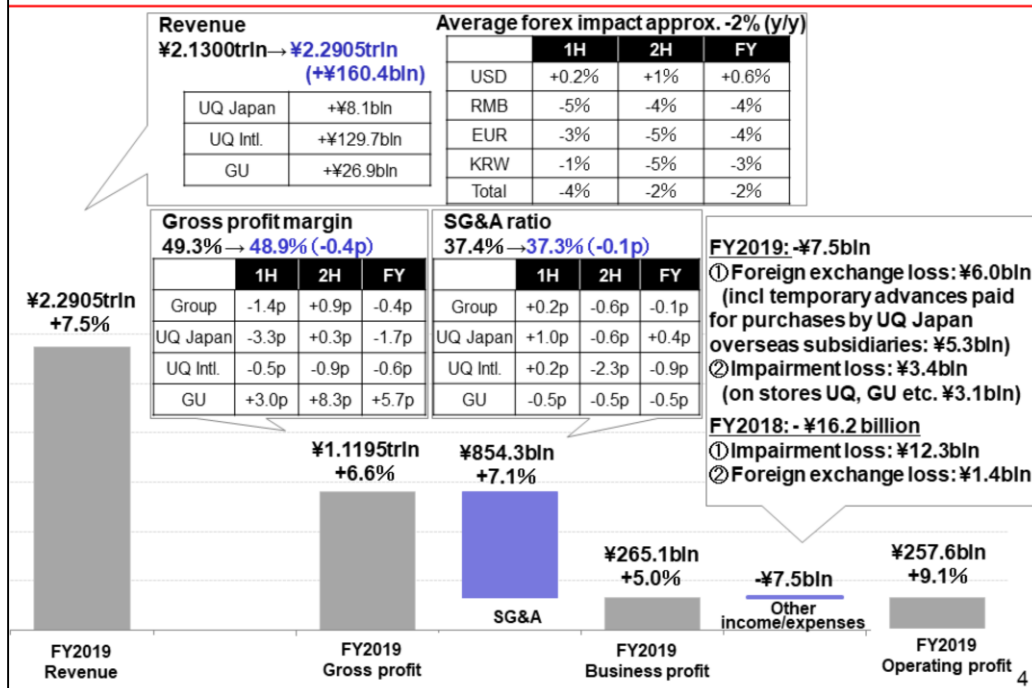 Revenue
¥2.1300trln→ ¥2.2905trln
(+¥160.4bln)
UQ Japan +¥8.1bln
UQ Intl. +¥129.7bln
GU +¥26.9bln
Average forex impact approx. -2% (y/y)
1H 2H FY
USD +0.2% +1% +0.6%
RMB -5% -4% -4%
EUR -3% -5% -4%
KRW -1% -5% -3%
Total -4% -2% -2%
Gross profit margin
49.3%→ 48.9% (-0.4p)
1H 2H FY
Group -1.4p +0.9p -0.4p
UQ Japan -3.3p +0.3p -1.7p
UQ Intl. -0.5p -0.9p -0.6p
GU +3.0p +8.3p +5.7p
SG&A ratio
37.4%→37.3% (-0.1p)
1H 2H FY
Group +0.2p -0.6p -0.1p
UQ Japan +1.0p -0.6p +0.4p
UQ Intl. +0.2p -2.3p -0.9p
GU -0.5p -0.5p -0.5p
FY2019: -¥7.5bln
①Foreign exchange loss: ¥6.0bln
(incl temporary advances paid
for purchases by UQ Japan
overseas subsidiaries: ¥5.3bln)
②Impairment loss: ¥3.4bln
(on stores UQ, GU etc. ¥3.1bln)
FY2018: - ¥16.2 billion
①Impairment loss: ¥12.3bln
②Foreign exchange loss: ¥1.4bln
¥2.2905trln
+7.5%
¥1.1195trln
+6.6%
¥854.3bln
+7.1%
SG&A
¥265.1bln
+5.0%
-¥7.5bln
Other
income/expenses
¥257.6bln
+9.1%
FY2019
Revenue
FY2019
Gross profit
FY2019
Business profit
FY2019
Operating profit
4